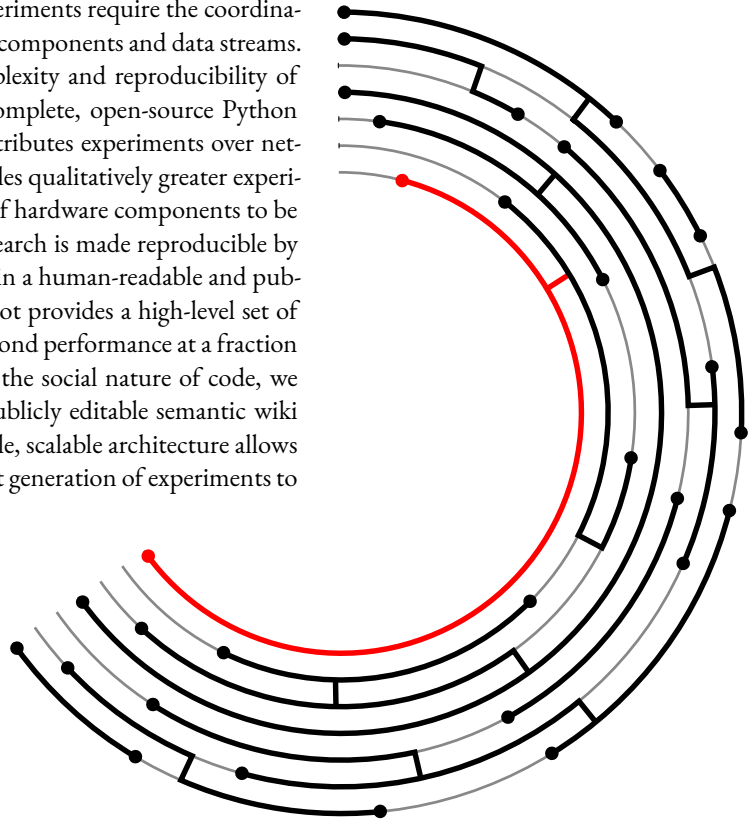 eriments require the coordina-
components and data streams.
plexity and reproducibility of
omplete, open-source Python
tributes experiments over net-
les qualitatively greater experi-
f hardware components to be
earch is made reproducible by
in a human-readable and pub-
ot provides a high-level set of
ond performance at a fraction
the social nature of code, we
ublicly editable semantic wiki
le, scalable architecture allows
t generation of experiments to